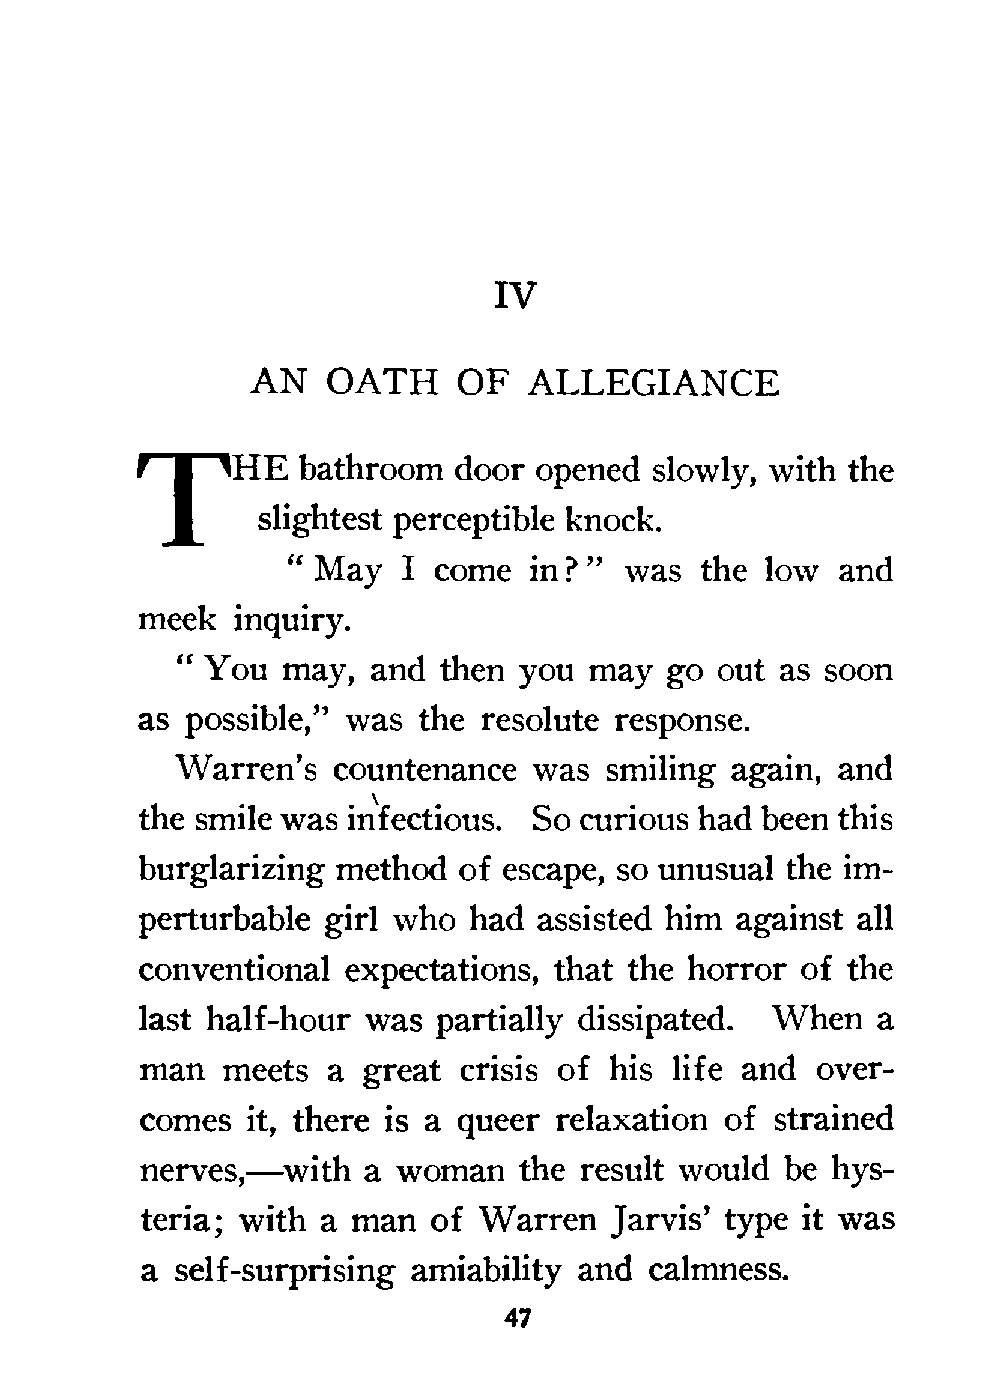 IV
AN OATH OF ALLEGIANCE
THE bathroom door opened slowly, with the
slightest perceptible knock.
“ May I come in? ” was the low and
meek inquiry.
“ You may, and then you may go out as soon
as possible,” was the resolute response.
Warren’s countenance was smiling again, and
the smile was infectious. So curious had been this
burglarizing method of escape, so unusual the im-
perturbable girl who had assisted him against all
conventional expectations, that the horror of the
last half-hour was partially dissipated. When a
man meets a great crisis of his life and over-
comes it, there is a queer relaxation of strained
nerves,—with a woman the result would be hys-
teria; with a man of Warren Jarvis’ type it was
a self-surprising amiability and calmness.
47